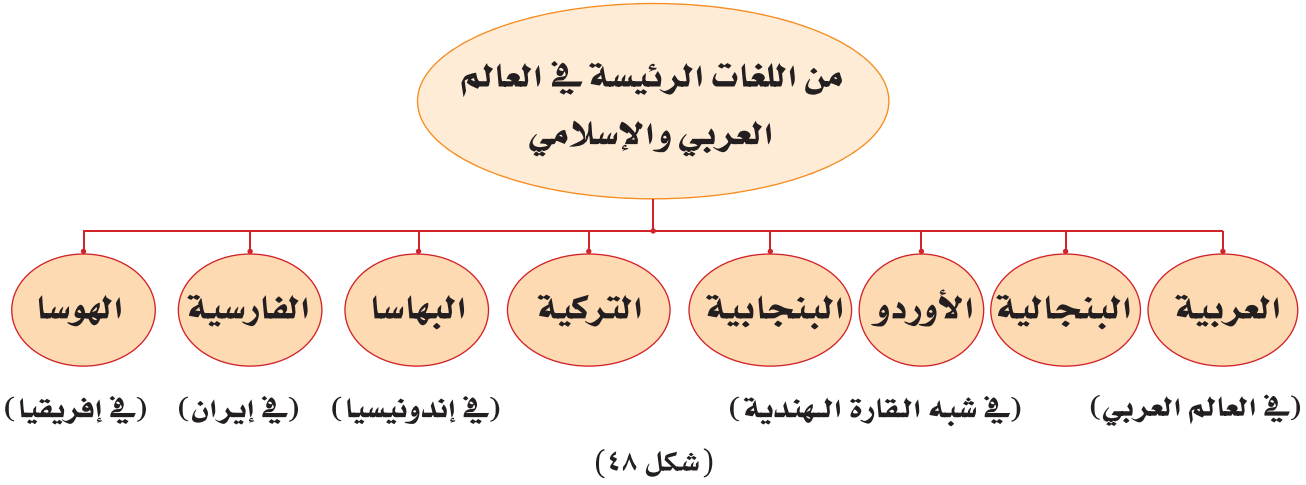 من اللغات الرئيسة في العالم
العربي والإسلامي
العربية
البنجالية
الأوردو
البنجابية
التركية
البهاسا
الفارسية
الهوسا
(في العالم العربي)
(في شبه القارة الهندية)
(في إندونيسيا)
(في إيران)
(في إفريقيا)
(شكل ٤٨)